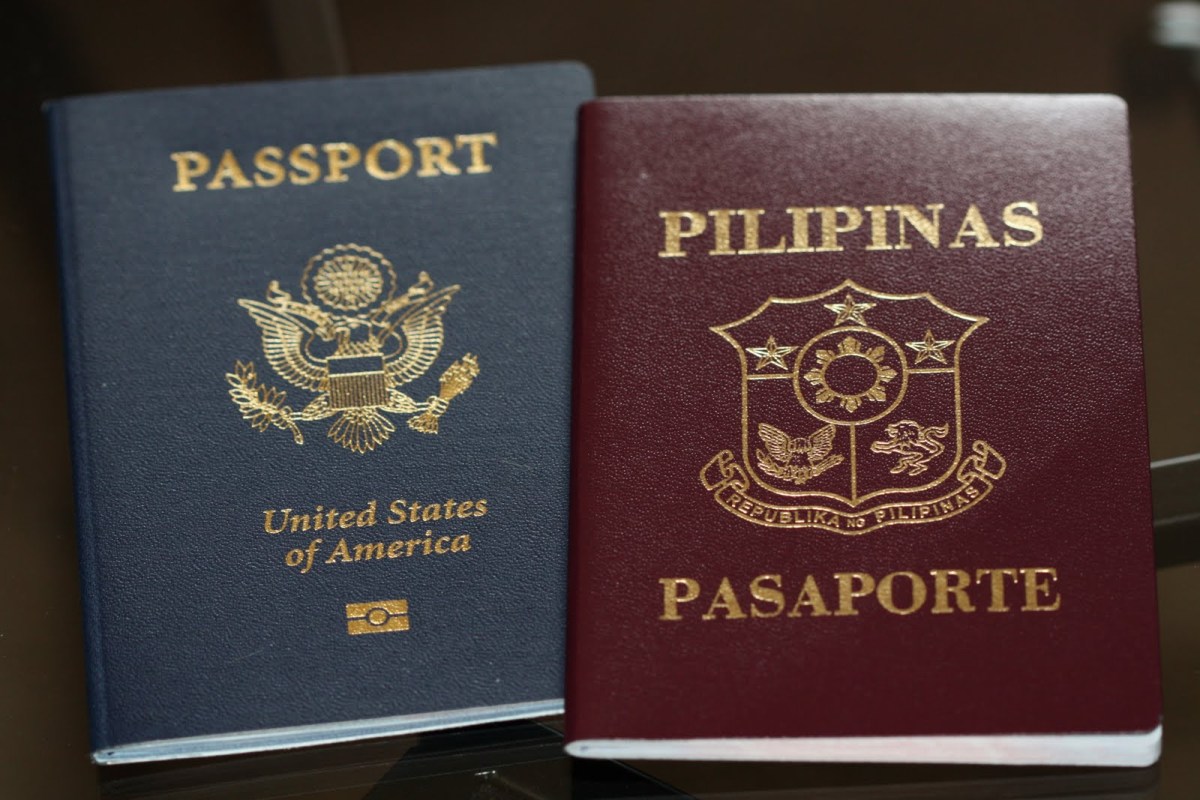 PASSPORT
United States
of America
PILIPINAS
REPUBLIKA NG PILIPINAS
PASAPORTE